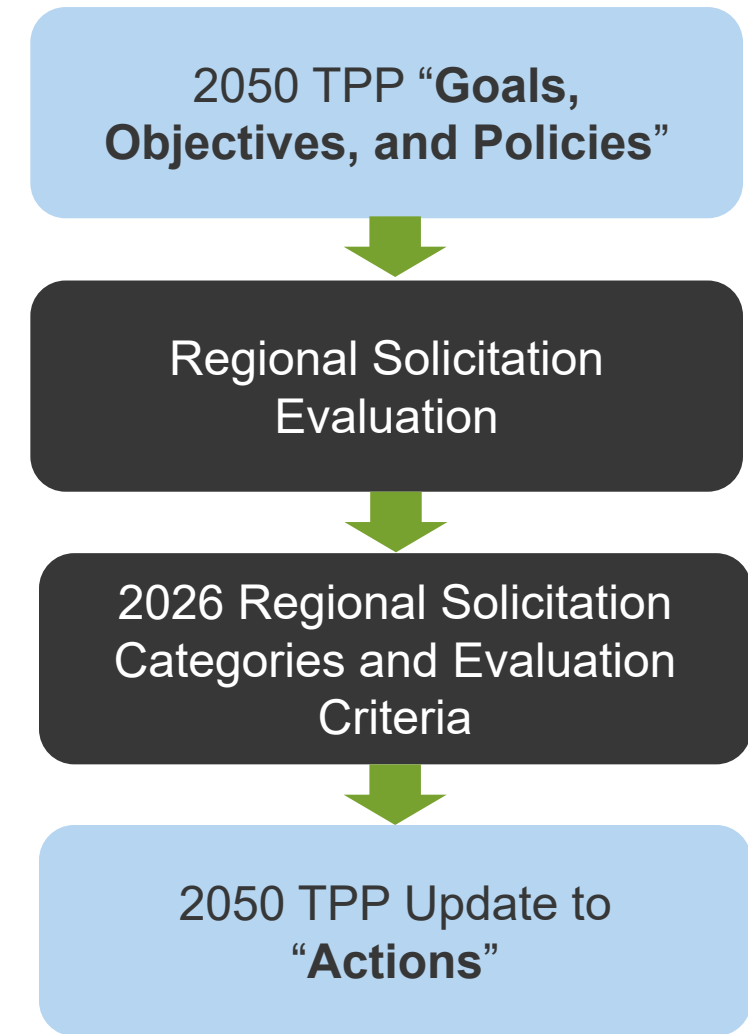 2050 TPP “Goals,
Objectives, and Policies”
Regional Solicitation
Evaluation
2026 Regional Solicitation
Categories and Evaluation
Criteria
2050 TPP Update to
“Actions”